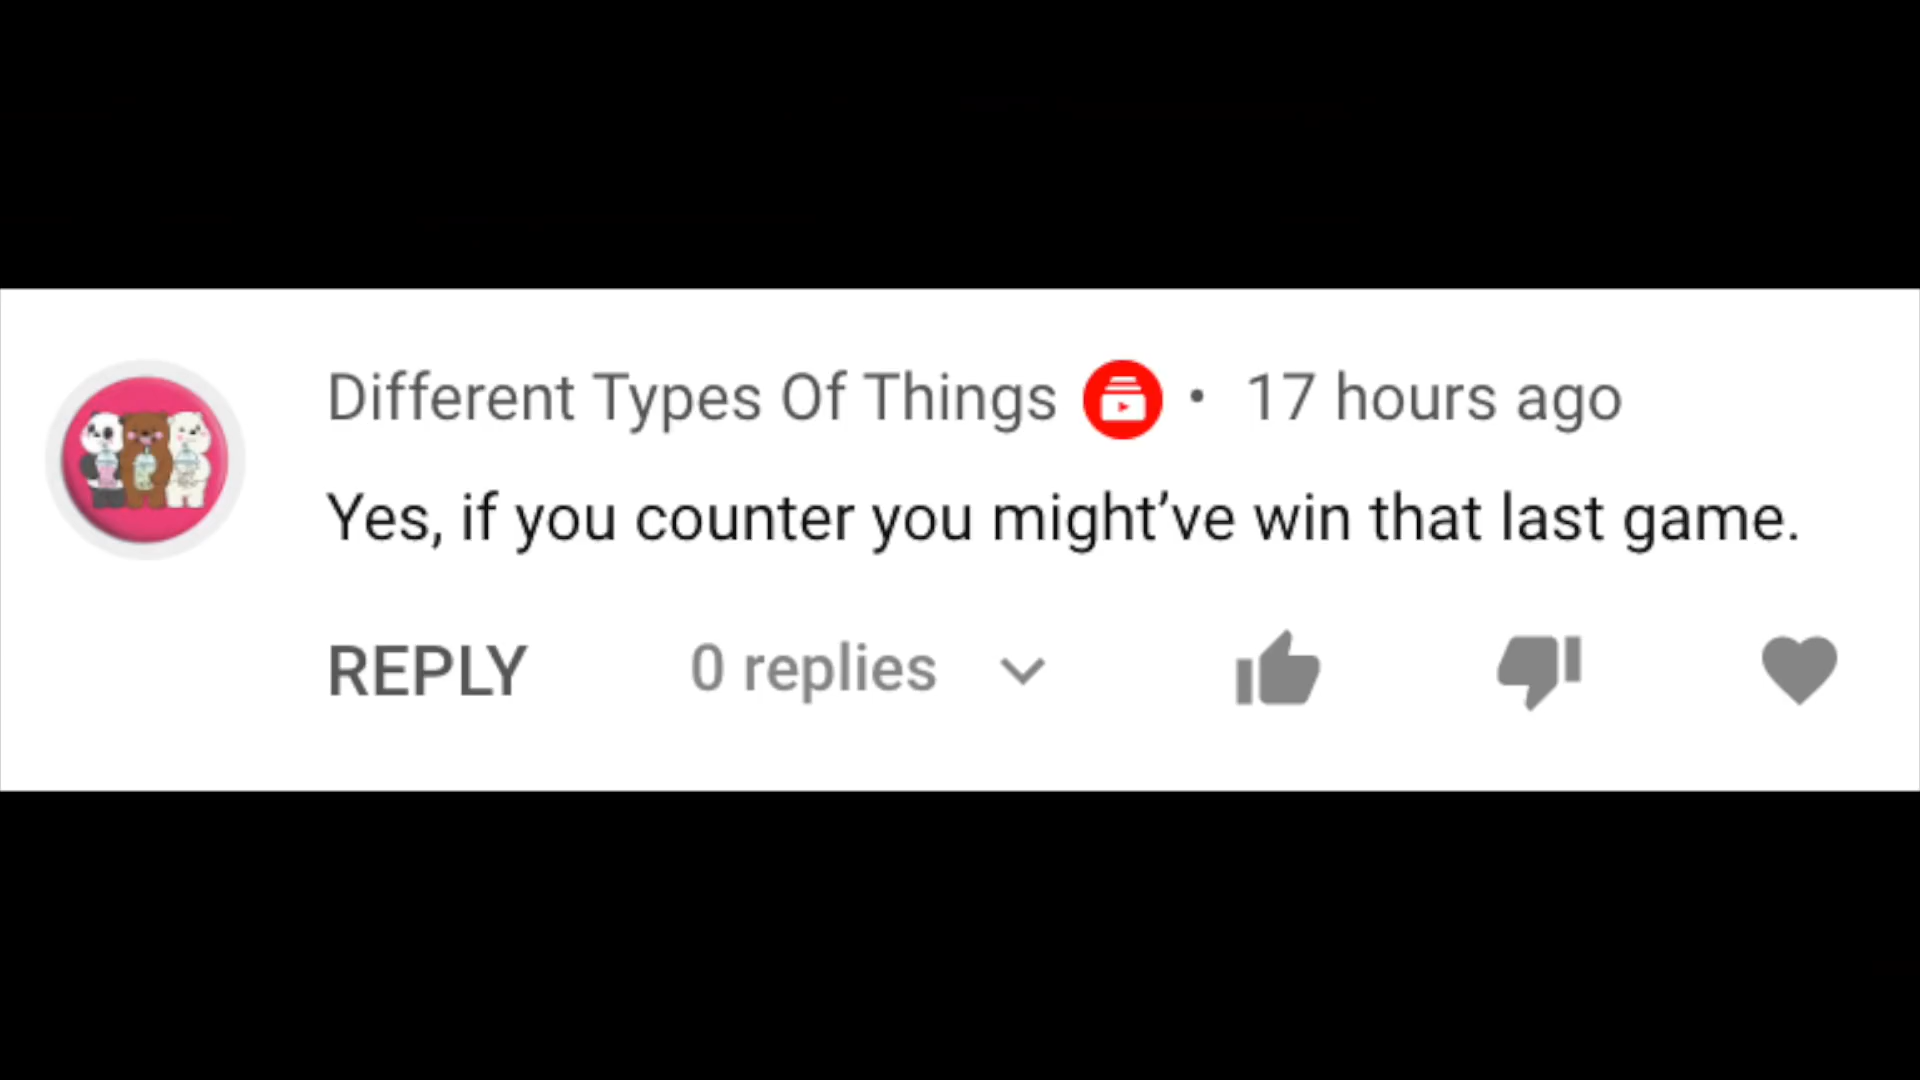 Different Types Of Things • 17 hours ago
Yes, if you counter you might’ve win that last game.
REPLY 0 replies